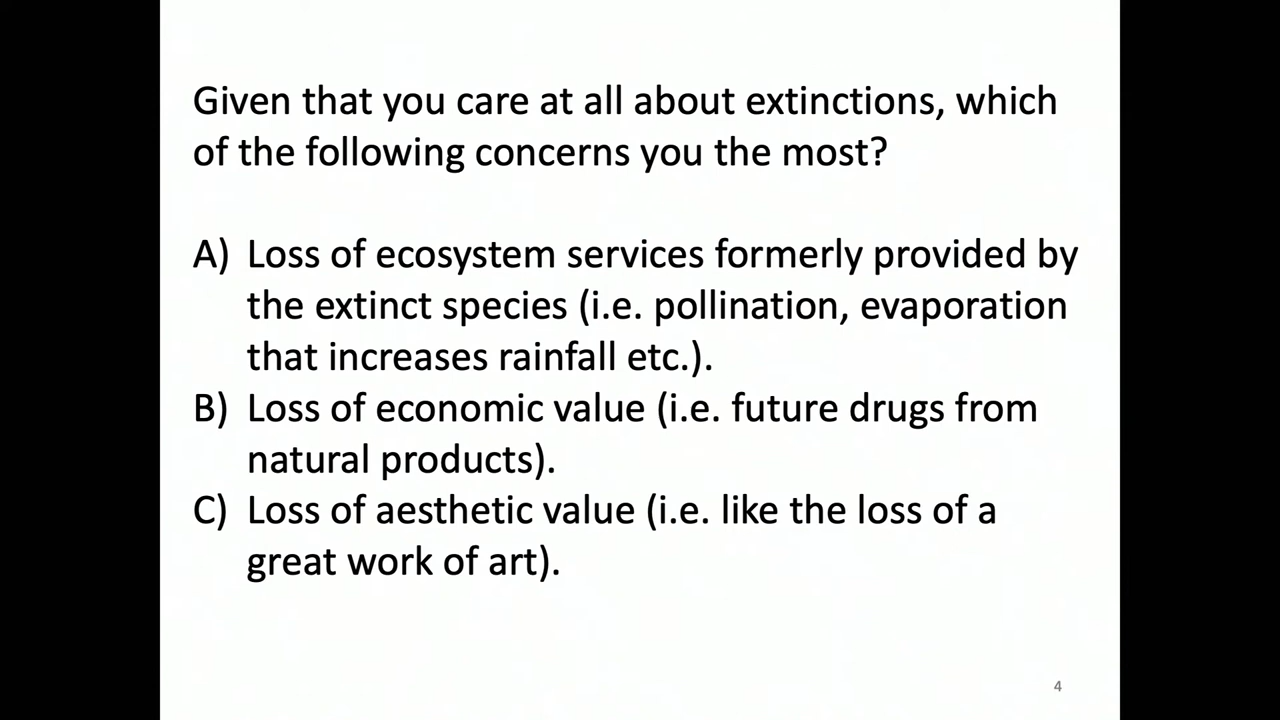 Given that you care at all about extinctions, which
of the following concerns you the most?
A) Loss of ecosystem services formerly provided by
the extinct species (i.e. pollination, evaporation
that increases rainfall etc.).
B) Loss of economic value (i.e. future drugs from
natural products).
C) Loss of aesthetic value (i.e. like the loss of a
great work of art).
4